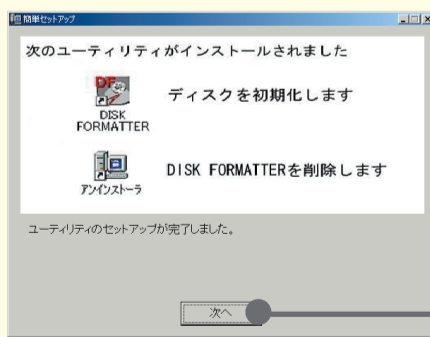 簡単セットアップ
次のユーティリティがインストールされました
DF
ディスクを初期化します
DISK
FORMATTER
DISK FORMATTERを削除します
アンインストーラ
ユーティリティのセットアップが完了しました。
次へ